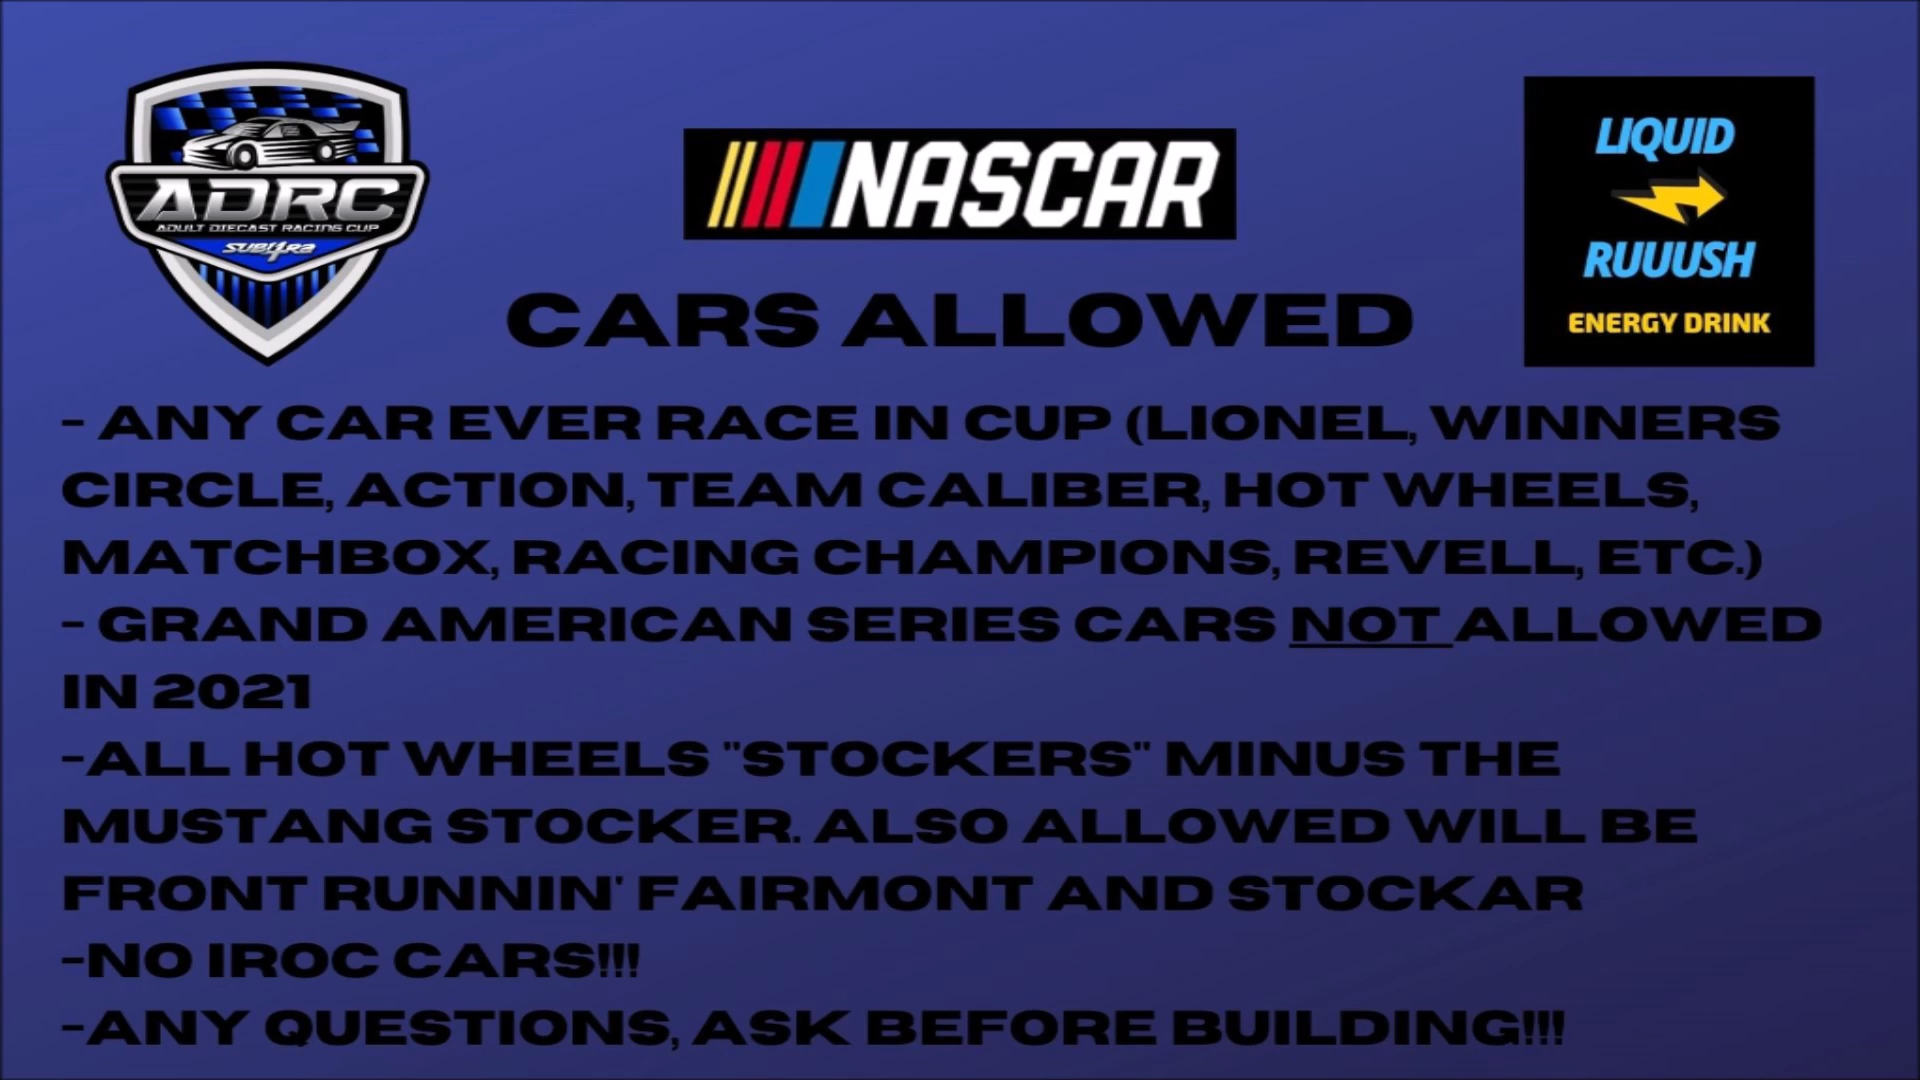 ADRC
ADULT DIECAST RACING CUP
SUBI4RA
NASCAR
LIQUID
RUUUSH
ENERGY DRINK
CARS ALLOWED
- ANY CAR EVER RACE IN CUP (LIONEL, WINNERS
CIRCLE, ACTION, TEAM CALIBER, HOT WHEELS,
MATCHBOX, RACING CHAMPIONS, REVELL, ETC.)
- GRAND AMERICAN SERIES CARS NOT ALLOWED
IN 2021
-ALL HOT WHEELS "STOCKERS" MINUS THE
MUSTANG STOCKER. ALSO ALLOWED WILL BE
FRONT RUNNIN' FAIRMONT AND STOCKAR
-NO IROC CARS!!!
-ANY QUESTIONS, ASK BEFORE BUILDING!!!